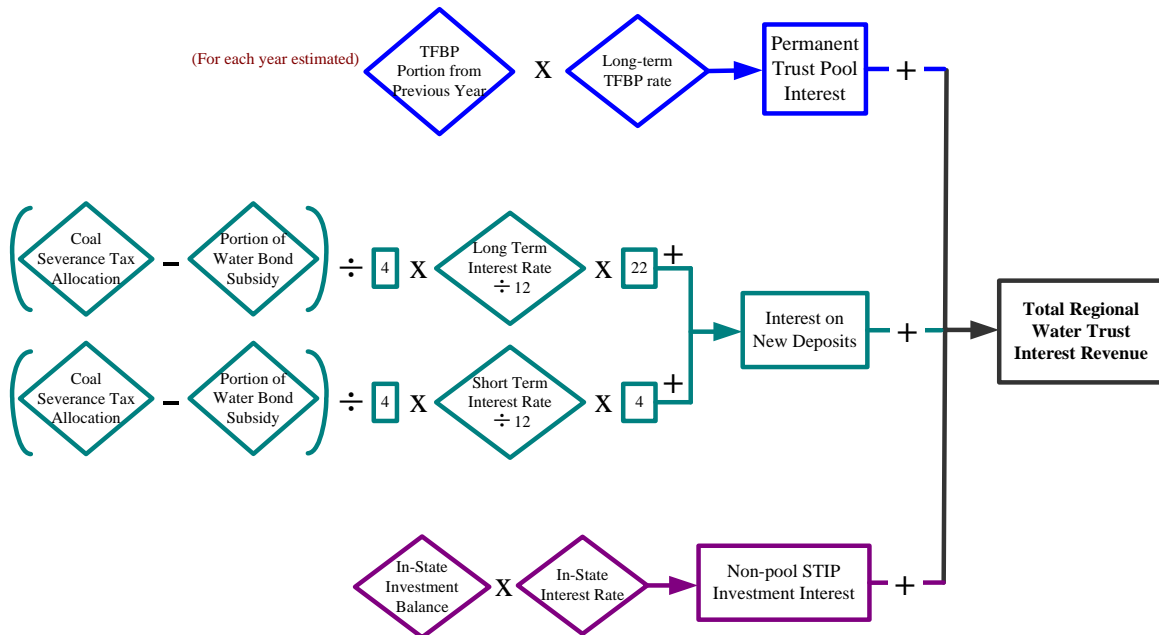 (For each year estimated)
TFBP
Portion from
Previous Year
X
Long-term
TFBP rate
Permanent
Trust Pool
Interest
+
(
Coal
Severance Tax
Allocation
–
Portion of
Water Bond
Subsidy
)
÷
4
X
Long Term
Interest Rate
÷ 12
X
22
+
(
Coal
Severance Tax
Allocation
–
Portion of
Water Bond
Subsidy
)
÷
4
X
Short Term
Interest Rate
÷ 12
X
4
+
Interest on
New Deposits
+
Total Regional
Water Trust
Interest Revenue
In-State
Investment
Balance
X
In-State
Interest Rate
Non-pool STIP
Investment Interest
+